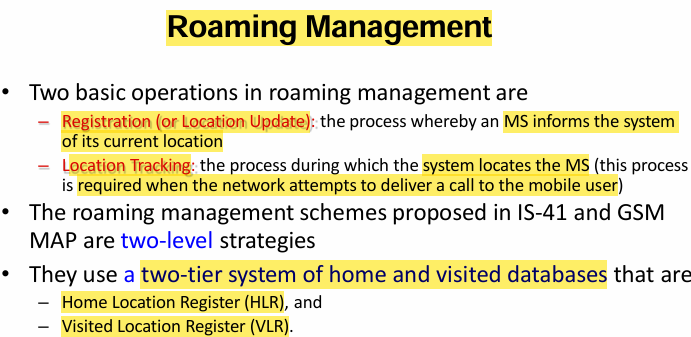 Roaming Management
• Two basic operations in roaming management are
– Registration (or Location Update): the process whereby an MS informs the system
of its current location
– Location Tracking: the process during which the system locates the MS (this process
is required when the network attempts to deliver a call to the mobile user)
• The roaming management schemes proposed in IS-41 and GSM
MAP are two-level strategies
• They use a two-tier system of home and visited databases that are
– Home Location Register (HLR), and
– Visited Location Register (VLR).